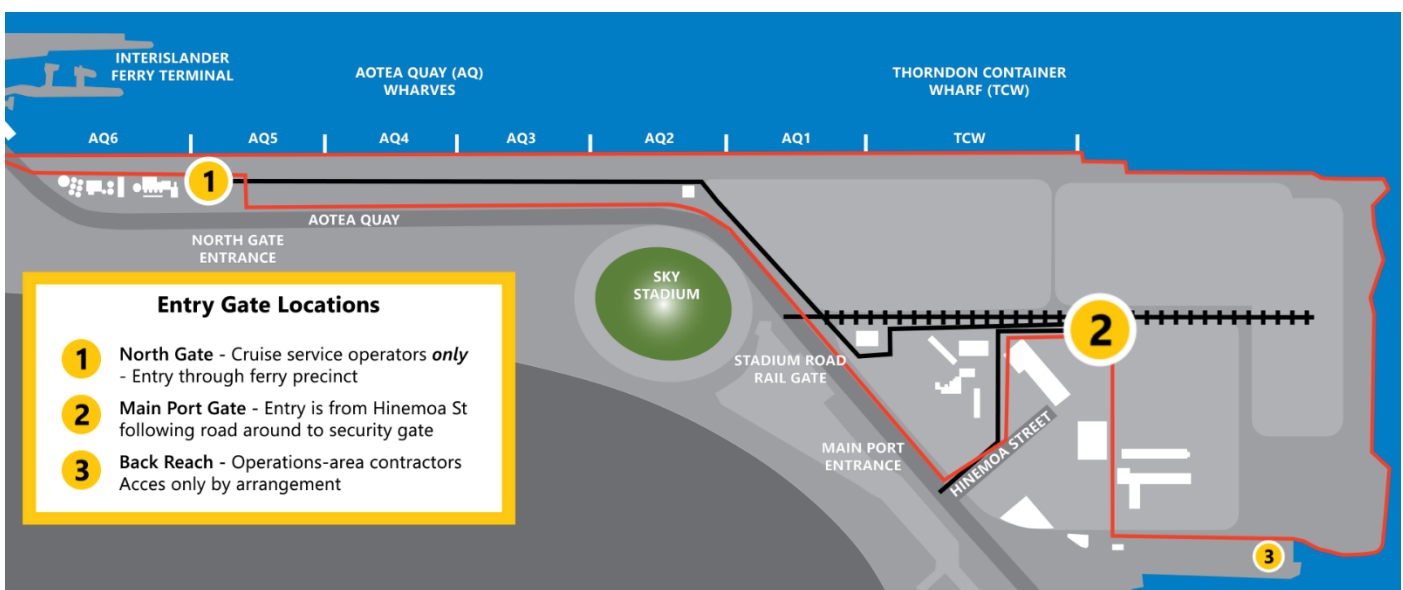 INTERISLANDER
FERRY TERMINAL
AOTEA QUAY (AQ)
WHARVES
THORNDON CONTAINER
WHARF (TCW)
AQ6
AQ5
AQ4
AQ3
AQ2
AQ1
TCW
1
AOTEA QUAY
NORTH GATE
ENTRANCE
SKY
STADIUM
2
STADIUM ROAD
RAIL GATE
MAIN PORT
ENTRANCE
HINEMOA STREET
3
Entry Gate Locations
1
North Gate - Cruise service operators only
- Entry through ferry precinct
2
Main Port Gate - Entry is from Hinemoa St
following road around to security gate
3
Back Reach - Operations-area contractors
Acces only by arrangement